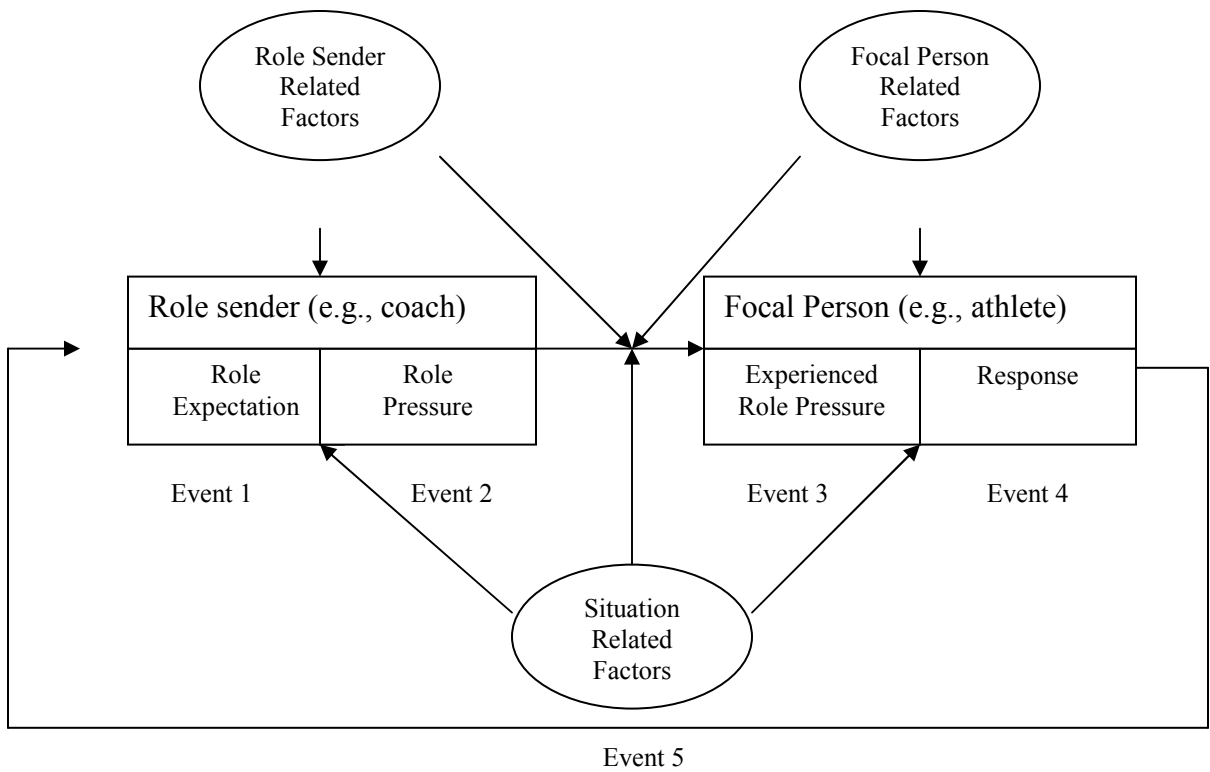 Role Sender
Related
Factors
Focal Person
Related
Factors
Role sender (e.g., coach)
Focal Person (e.g., athlete)
Role
Expectation
Role
Pressure
Experienced
Role Pressure
Response
Event 1
Event 2
Event 3
Event 4
Situation
Related
Factors
Event 5